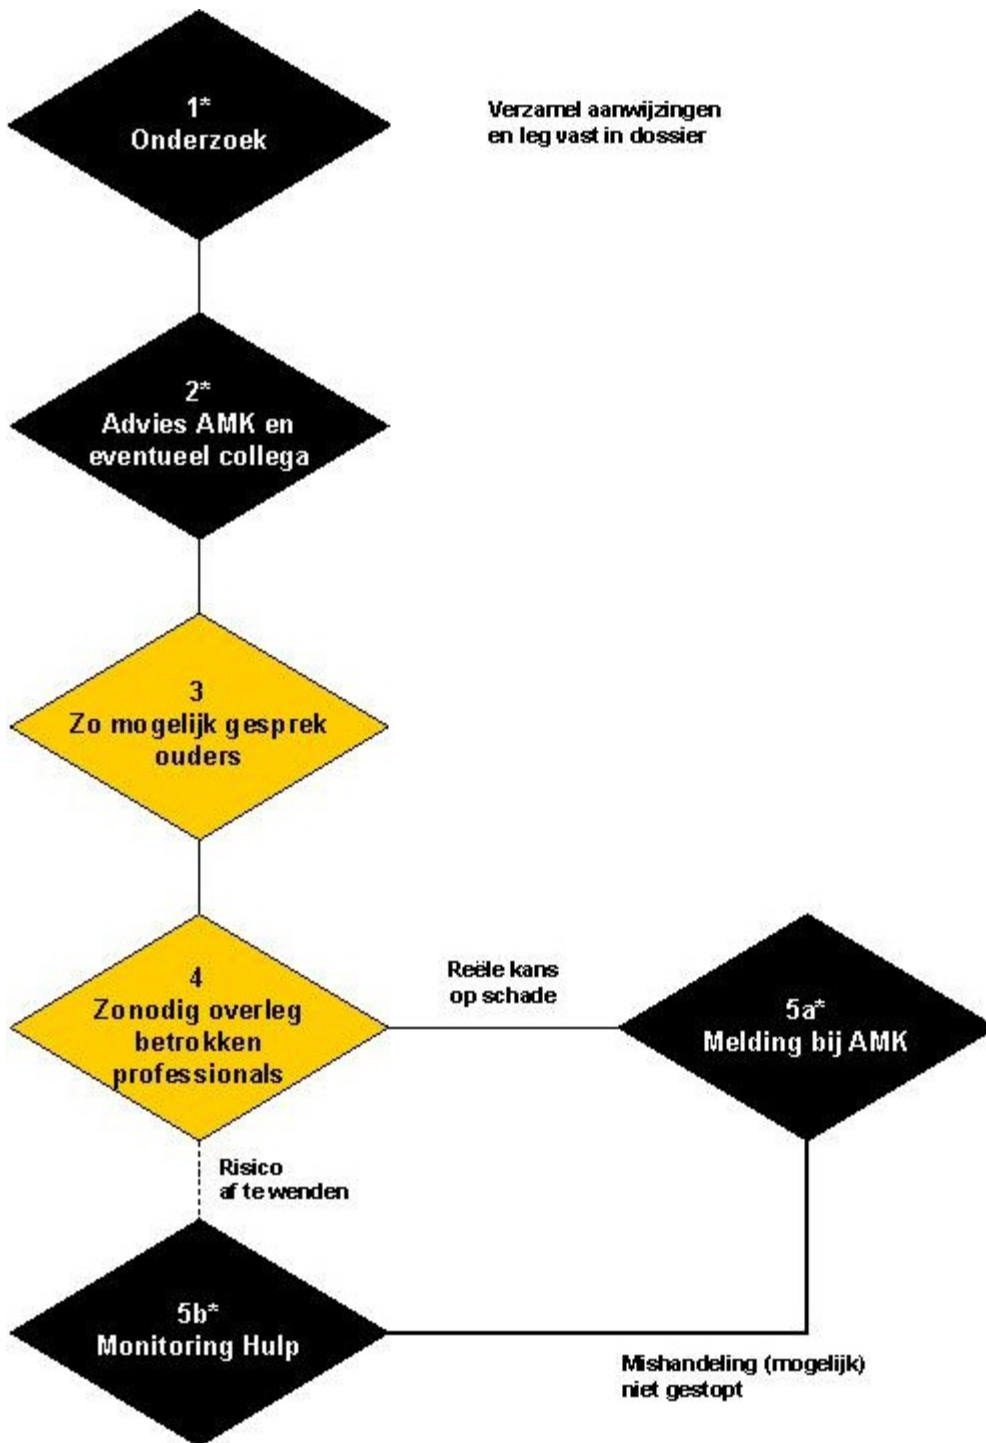 1*
Onderzoek
Verzamel aanwijzingen
en leg vast in dossier
2*
Advies AMK en
eventueel collega
3
Zo mogelijk gesprek
ouders
4
Zonodig overleg
betrokken
professionals
Reële kans
op schade
5a*
Melding bij AMK
Risico
af te wenden
5b*
Monitoring Hulp
Mishandeling (mogelijk)
niet gestopt